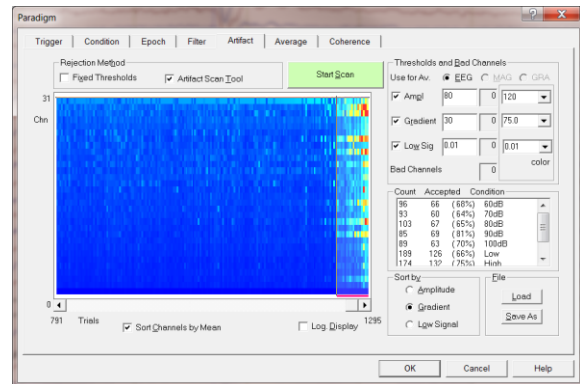 Paradigm
Trigger Condition Epoch Filter Artifact Average Coherence
Rejection Method
Fixed Thresholds Artifact Scan Tool
Start Scan
31
Chn
0
791 Trials 1295
Sort Channels by Mean Log. Display
Thresholds and Bad Channels
Use for Av. EEG MAG GRA
Ampl 80 0 120
Gradient 30 0 75.0
Low Sig 0.01 0 0.01
Bad Channels 0 color
Count Accepted Condition
96 66 (68%) 60dB
93 60 (64%) 70dB
103 67 (65%) 80dB
85 69 (81%) 90dB
89 63 (70%) 100dB
189 126 (66%) Low
174 132 (75%) High
Sort by
Amplitude
Gradient
Low Signal
File
Load
Save As
OK Cancel Help